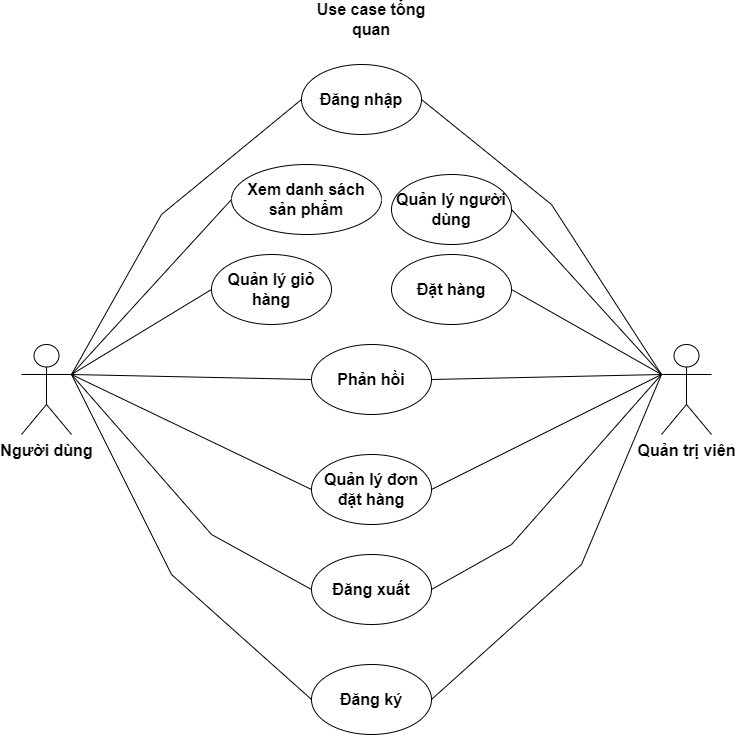 Use case tổng
quan
Đăng nhập
Xem danh sách
sản phẩm
Quản lý người
dùng
Quản lý giỏ
hàng
Đặt hàng
Phản hồi
Người dùng
Quản trị viên
Quản lý đơn
đặt hàng
Đăng xuất
Đăng ký